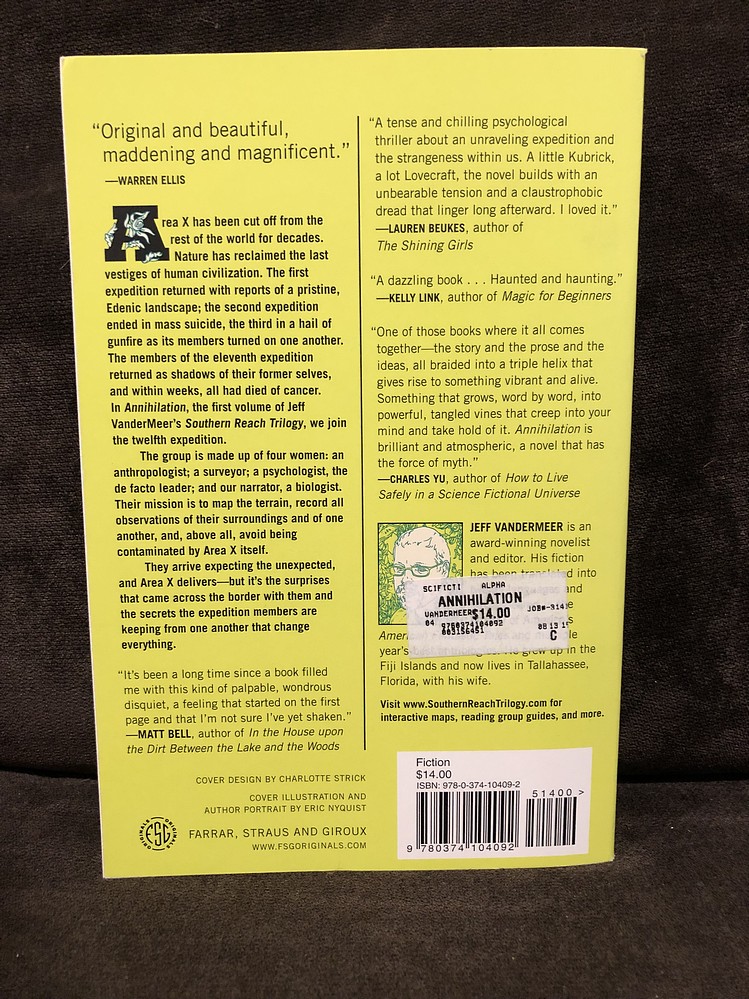 “Original and beautiful,
maddening and magnificent.”
—WARREN ELLIS
Area X has been cut off from the
rest of the world for decades.
Nature has reclaimed the last
vestiges of human civilization. The first
expedition returned with reports of a pristine,
Edenic landscape; the second expedition
ended in mass suicide, the third in a hail of
gunfire as its members turned on one another.
The members of the eleventh expedition
returned as shadows of their former selves,
and within weeks, all had died of cancer.
In Annihilation, the first volume of Jeff
VanderMeer’s Southern Reach Trilogy, we join
the twelfth expedition.
The group is made up of four women: an
anthropologist; a surveyor; a psychologist, the
de facto leader; and our narrator, a biologist.
Their mission is to map the terrain, record all
observations of their surroundings and of one
another, and, above all, avoid being
contaminated by Area X itself.
They arrive expecting the unexpected,
and Area X delivers—but it’s the surprises
that came across the border with them and
the secrets the expedition members are
keeping from one another that change
everything.
“It’s been a long time since a book filled
me with this kind of palpable, wondrous
disquiet, a feeling that started on the first
page and that I’m not sure I’ve yet shaken.”
—MATT BELL, author of In the House upon
the Dirt Between the Lake and the Woods
COVER DESIGN BY CHARLOTTE STRICK
COVER ILLUSTRATION AND
AUTHOR PORTRAIT BY ERIC NYQUIST
ORIGINALS FSG ORIGINALS
FARRAR, STRAUS AND GIROUX
WWW.FSGORIGINALS.COM
“A tense and chilling psychological
thriller about an unraveling expedition and
the strangeness within us. A little Kubrick,
a lot Lovecraft, the novel builds with an
unbearable tension and a claustrophobic
dread that linger long afterward. I loved it.”
—LAUREN BEUKES, author of
The Shining Girls
“A dazzling book . . . Haunted and haunting.”
—KELLY LINK, author of Magic for Beginners
“One of those books where it all comes
together—the story and the prose and the
ideas, all braided into a triple helix that
gives rise to something vibrant and alive.
Something that grows, word by word, into
powerful, tangled vines that creep into your
mind and take hold of it. Annihilation is
brilliant and atmospheric, a novel that has
the force of myth.”
—CHARLES YU, author of How to Live
Safely in a Science Fictional Universe
JEFF VANDERMEER is an
award-winning novelist
and editor. His fiction
has been translated into
and
SCIFICTI ALPHA
ANNIHILATION
VANDERMEER $14.00
04 9780374104092
003156451
C
year’s
grew up in the
Fiji Islands and now lives in Tallahassee,
Florida, with his wife.
Visit www.SouthernReachTrilogy.com for
interactive maps, reading group guides, and more.
Fiction
$14.00
ISBN: 978-0-374-10409-2
51400 >
9 780374 104092